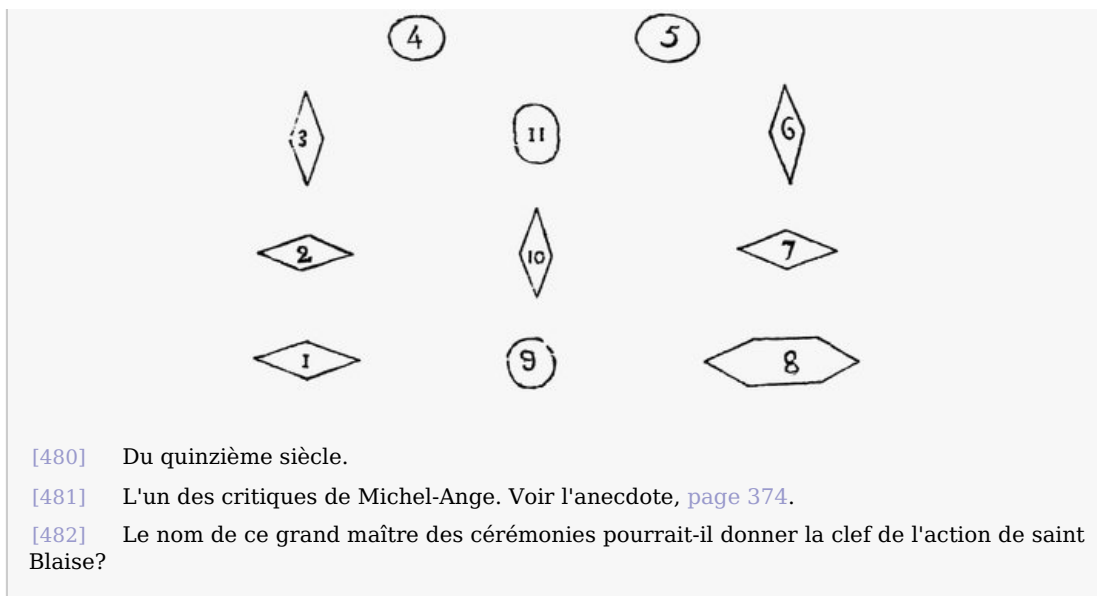 4 5
3 11 6
2 10 7
1 9 8
[480] Du quinzième siècle.
[481] L'un des critiques de Michel-Ange. Voir l'anecdote, page 374.
[482] Le nom de ce grand maître des cérémonies pourrait-il donner la clef de l'action de saint
Blaise?